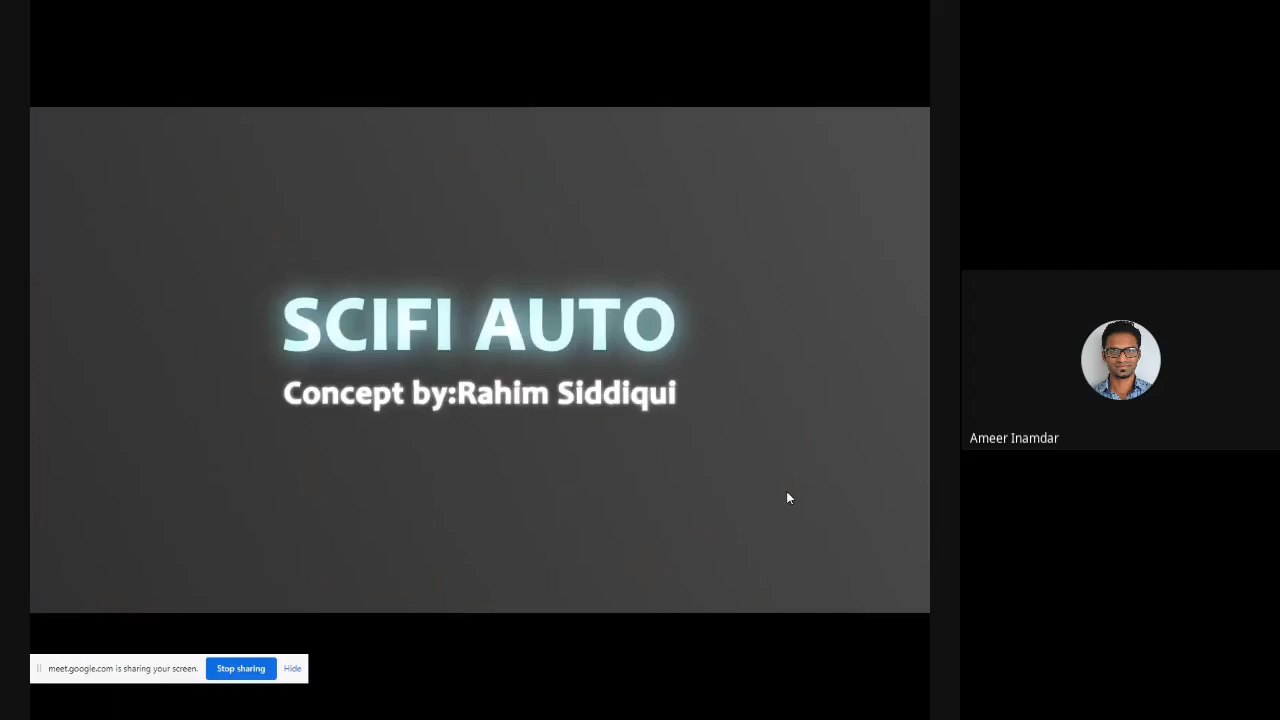 SCIFI AUTO
Concept by:Rahim Siddiqui
Ameer Inamdar
meet.google.com is sharing your screen. Stop sharing Hide